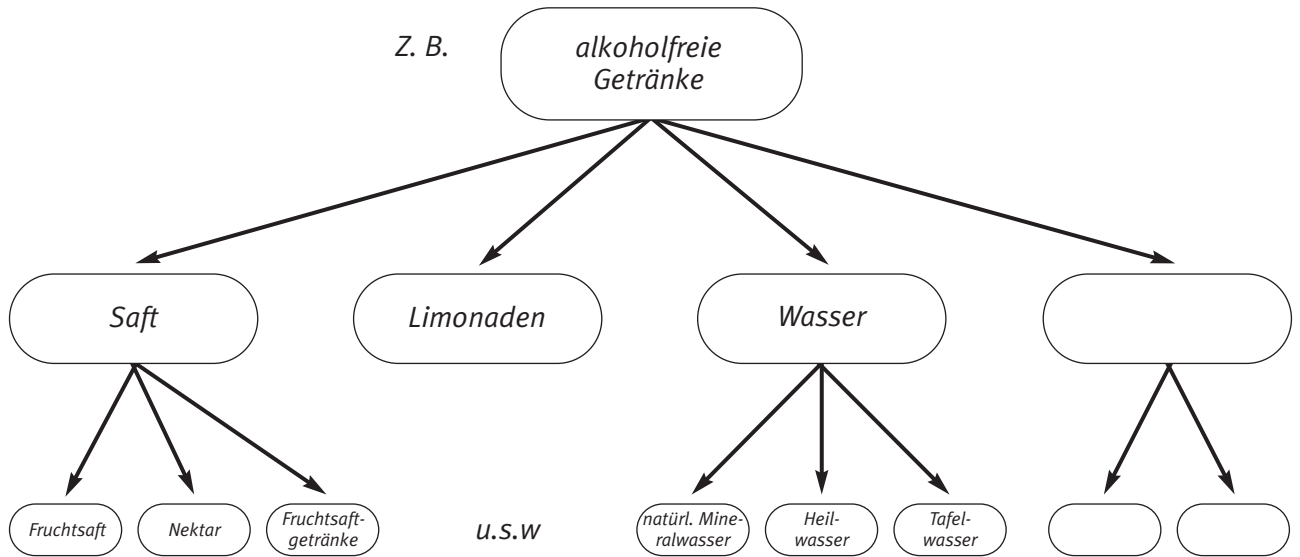 Z. B.
alkoholfreie
Getränke
Saft
Limonaden
Wasser
Fruchtsaft
Nektar
Fruchtsaft-
getränke
u.s.w
natürl. Mine-
ralwasser
Heil-
wasser
Tafel-
wasser